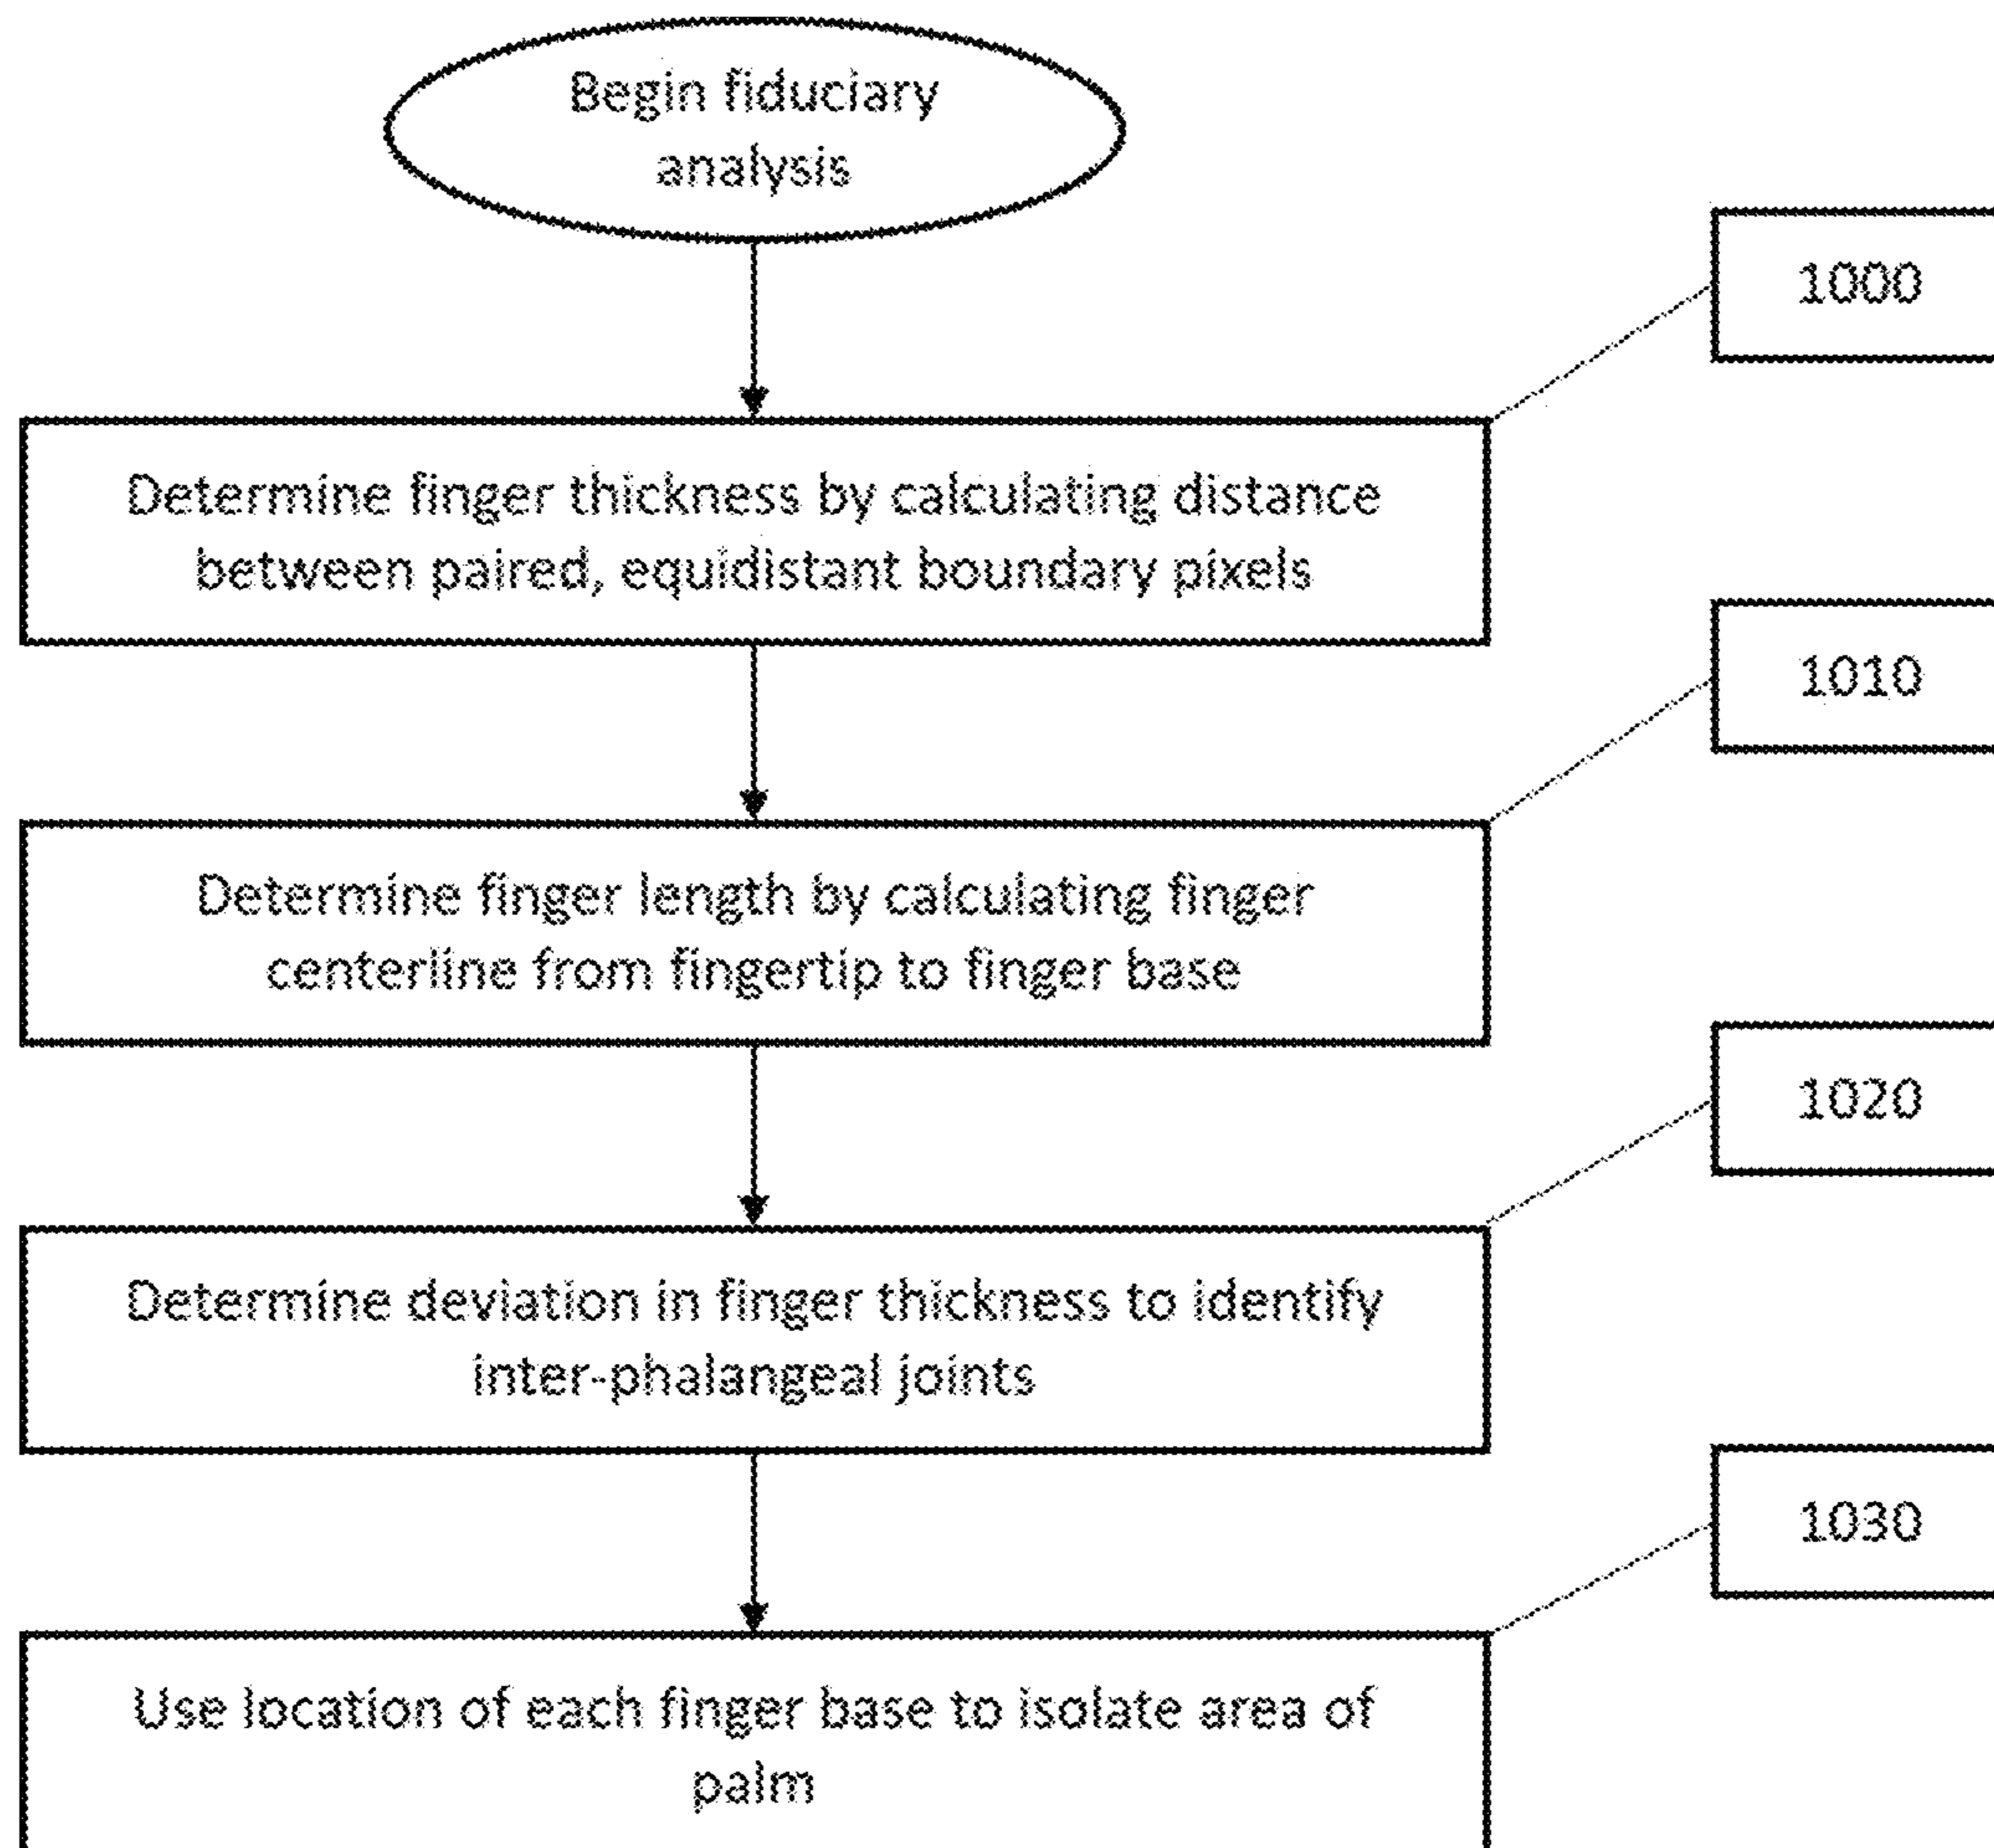 Begin fiduciary
analysis
1000
Determine finger thickness by calculating distance
between paired, equidistant boundary pixels
1010
Determine finger length by calculating finger
centerline from fingertip to finger base
1020
Determine deviation in finger thickness to identify
inter-phalangeal joints
1030
Use location of each finger base to isolate area of
palm